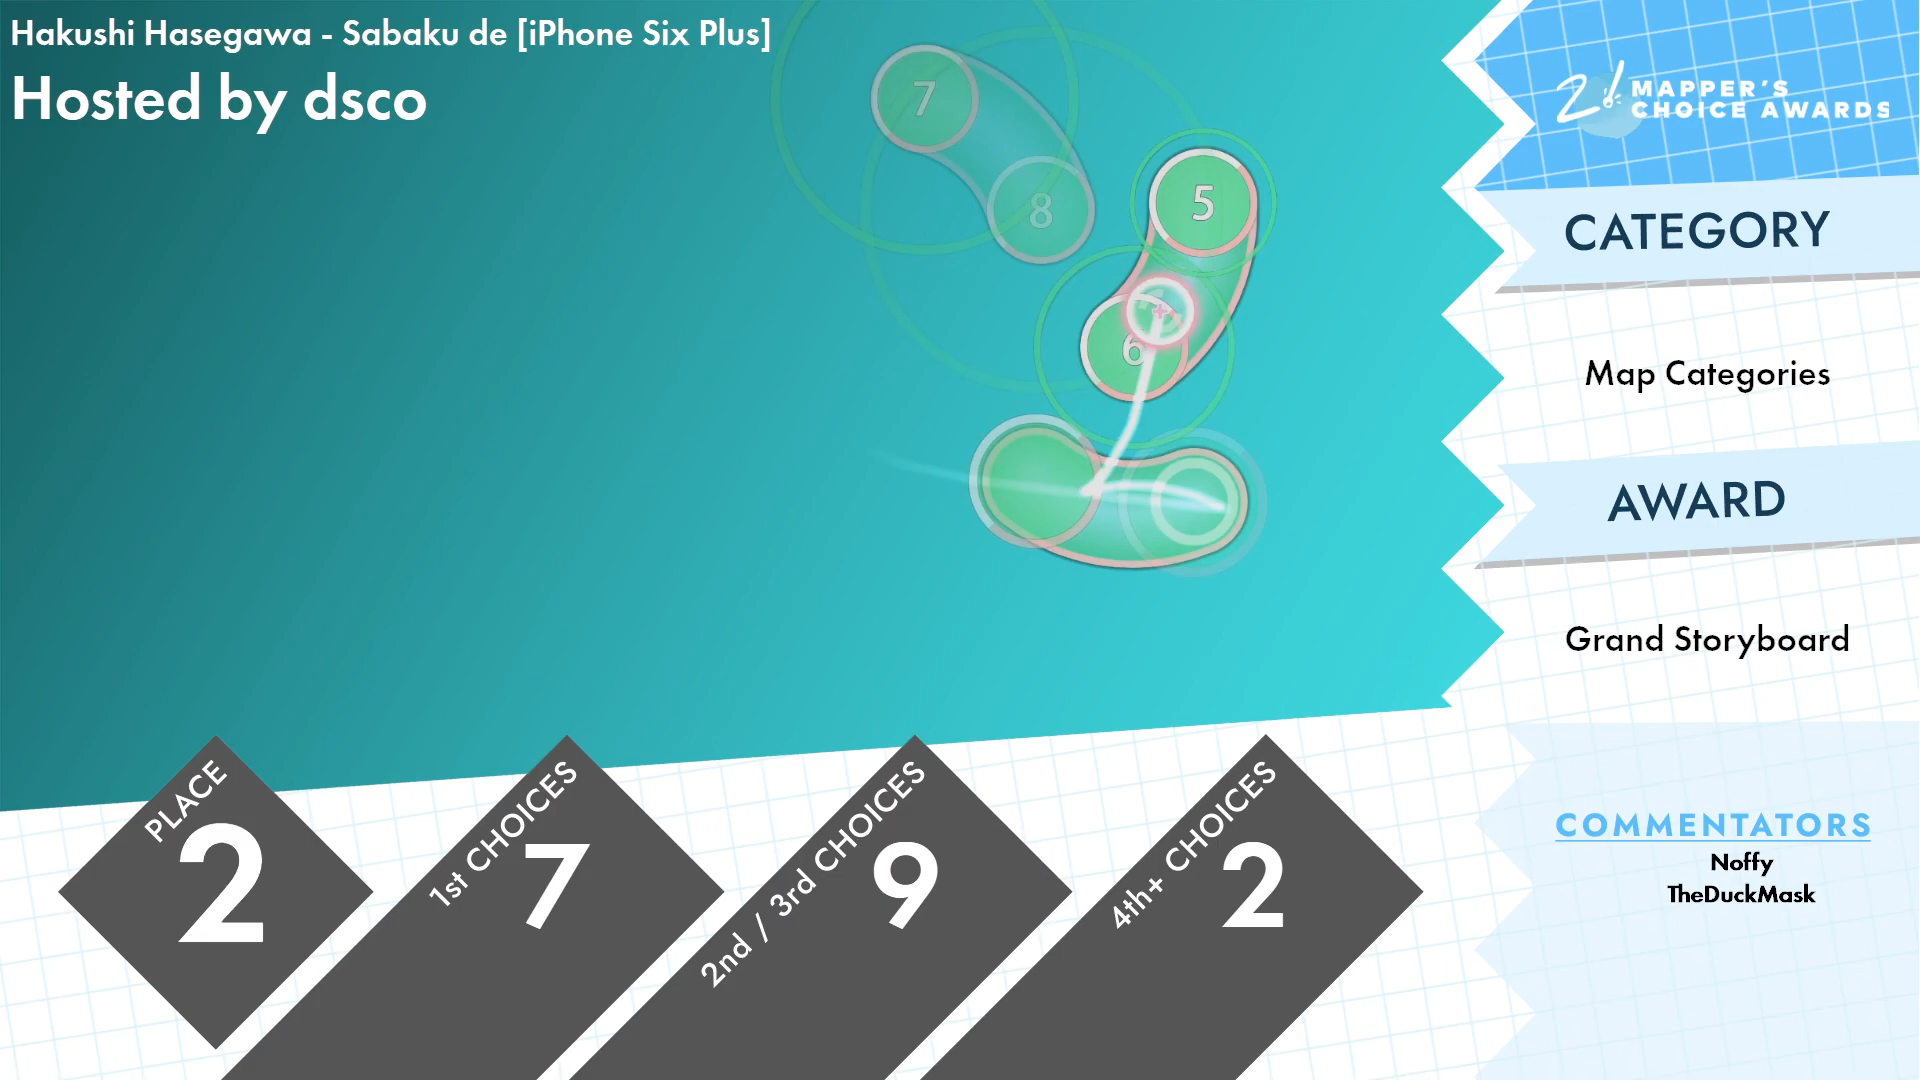 Hakushi Hasegawa - Sabaku de [iPhone Six Plus]
Hosted by dsco
7
8
5
6
2!
MAPPER'S
CHOICE AWARDS
CATEGORY
Map Categories
AWARD
Grand Storyboard
PLACE
2
1st CHOICES
7
2nd / 3rd CHOICES
9
4th+ CHOICES
2
COMMENTATORS
Noffy
TheDuckMask